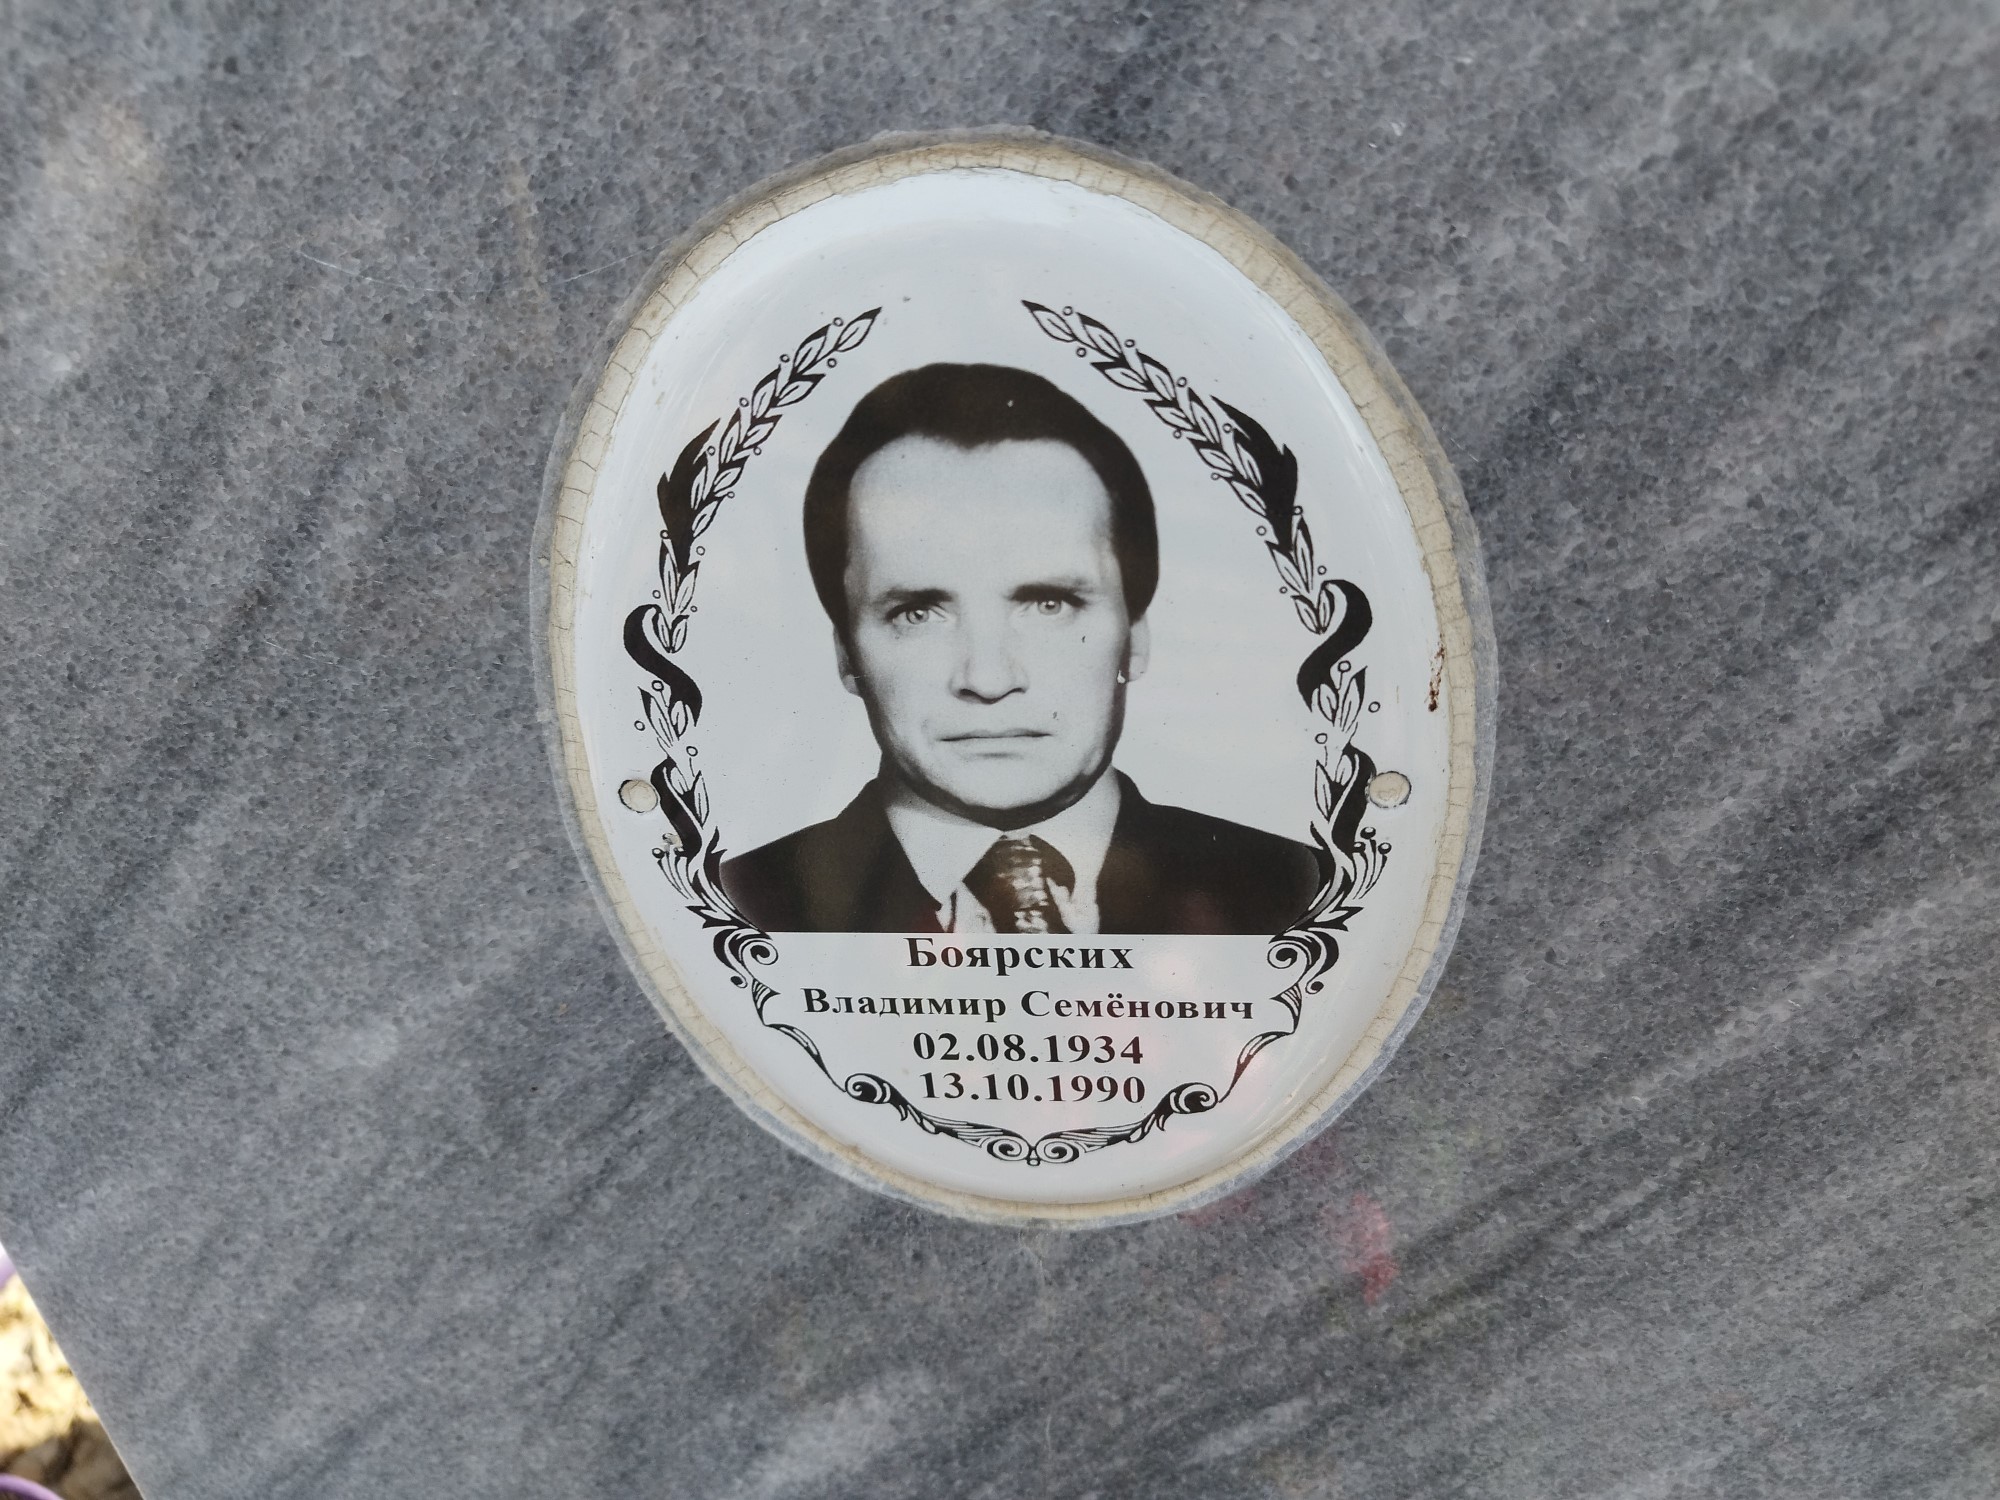 Боярских
Владимир Семёнович
02.08.1934
13.10.1990